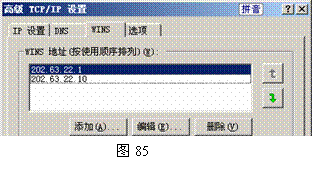 高级 TCP/IP 设置
拼音
IP 设置 DNS WINS 选项
WINS 地址(按使用顺序排列)(W):
202.63.22.1
202.63.22.10
添加(A)... 编辑(E)... 删除(V)
图 85